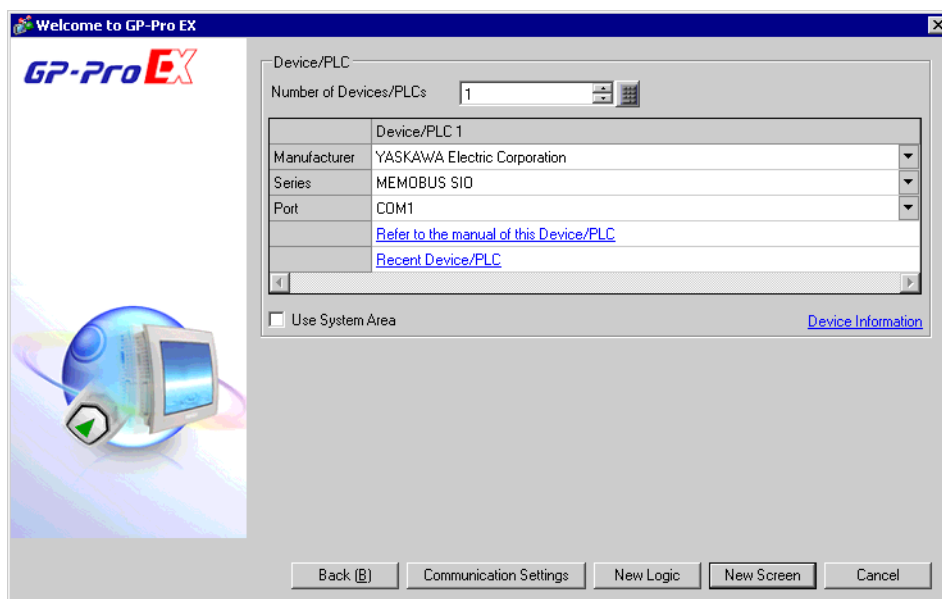 Welcome to GP-Pro EX
GP-Pro EX
Device/PLC
Number of Devices/PLCs 1
Device/PLC 1
Manufacturer YASKAWA Electric Corporation
Series MEMOBUS SIO
Port COM1
Refer to the manual of this Device/PLC
Recent Device/PLC
Use System Area Device Information
Back (B) Communication Settings New Logic New Screen Cancel